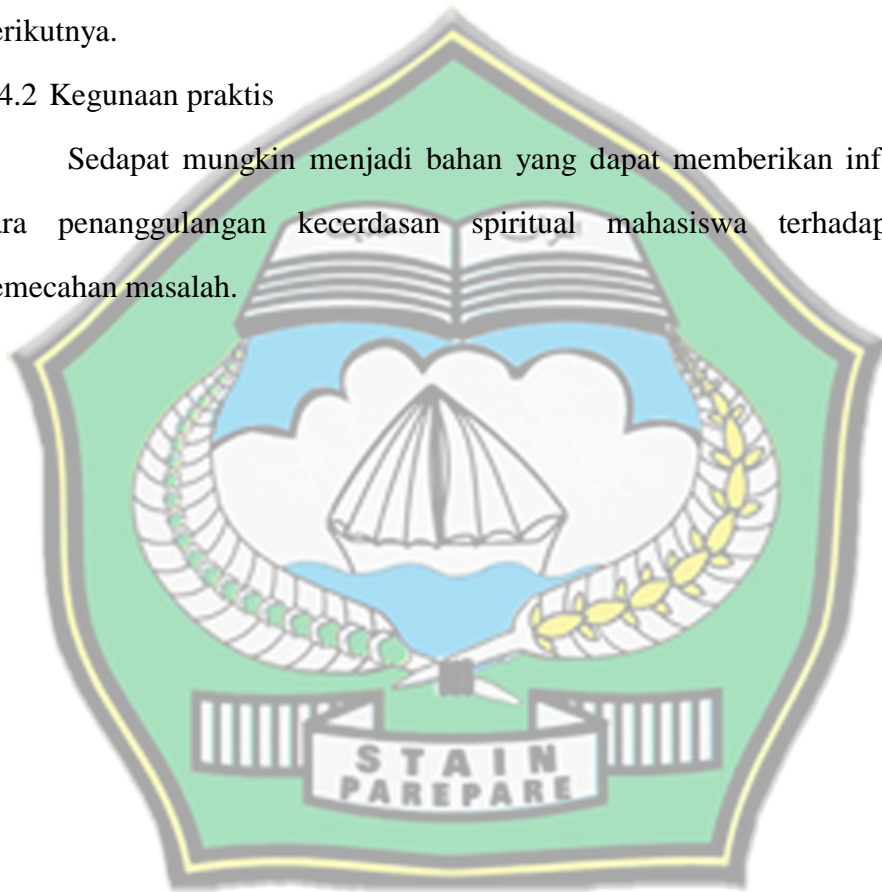 erikutnya.
4.2 Kegunaan praktis
Sedapat mungkin menjadi bahan yang dapat memberikan inf
ara penanggulangan kecerdasan spiritual mahasiswa terhadap
emecahan masalah.
STAIN
PAREPARE